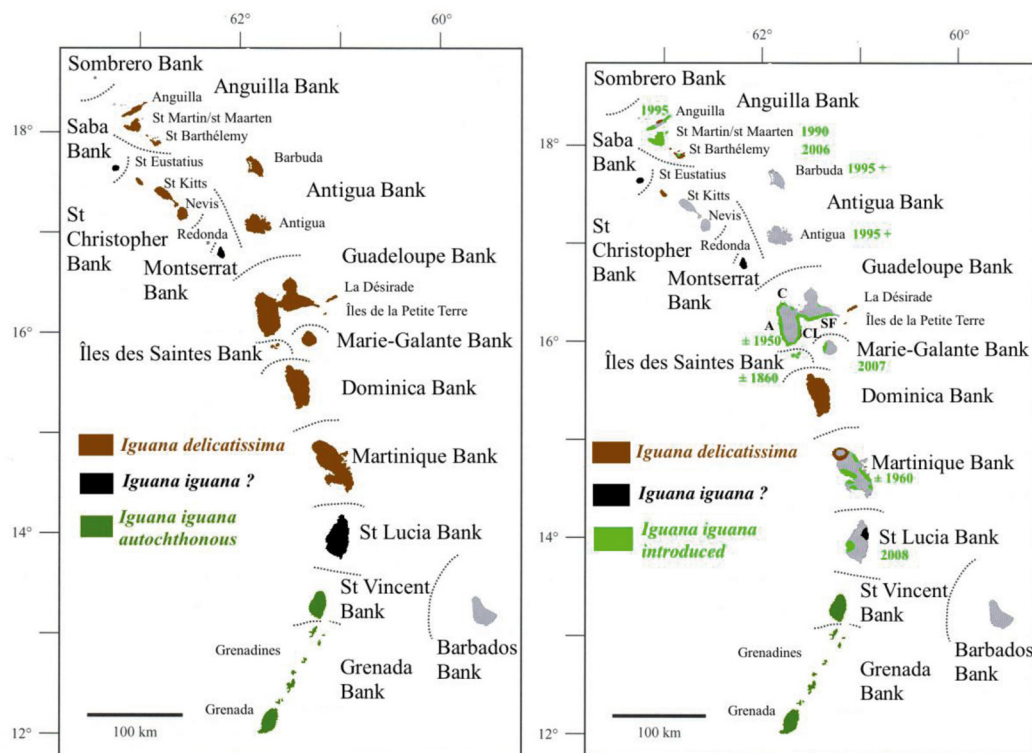 62°
60°
Sombrero Bank
Anguilla Bank
Anguilla
St Martin/st Maarten
St Barthélemy
18°
Saba
Bank
St Eustatius
Barbuda
St Kitts
Nevis
Antigua Bank
St
Christopher
Bank
Redonda
Antigua
Montserrat
Bank
Guadeloupe Bank
La Désirade
Îles de la Petite Terre
16°
Marie-Galante Bank
Îles des Saintes Bank
Dominica Bank
Iguana delicatissima
Iguana iguana ?
Iguana iguana
autochthonous
Martinique Bank
14°
St Lucia Bank
St Vincent
Bank
Barbados
Bank
Grenadines
Grenada
Bank
Grenada
100 km
12°
62°
60°
Sombrero Bank
Anguilla Bank
1995
Anguilla
St Martin/st Maarten
1990
2006
St Barthélemy
18°
Saba
Bank
St Eustatius
Barbuda
1995 +
St Kitts
Nevis
Antigua Bank
St
Christopher
Bank
Redonda
Antigua
1995 +
Montserrat
Bank
Guadeloupe Bank
C
La Désirade
SF
Îles de la Petite Terre
A
CL
16°
± 1950
Marie-Galante Bank
2007
Îles des Saintes Bank
± 1860
Dominica Bank
Iguana delicatissima
Iguana iguana ?
Iguana iguana
introduced
Martinique Bank
± 1960
14°
St Lucia Bank
2008
St Vincent
Bank
Barbados
Bank
Grenadines
Grenada
Bank
Grenada
100 km
12°